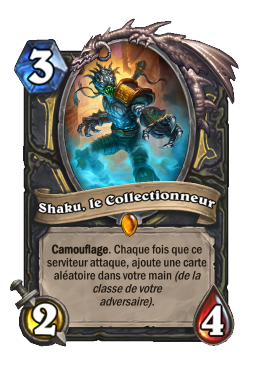 3
Shaku, le Collectionneur
Camouflage. Chaque fois que ce
serviteur attaque, ajoute une carte
aléatoire dans votre main (de la
classe de votre
adversaire).
2
4